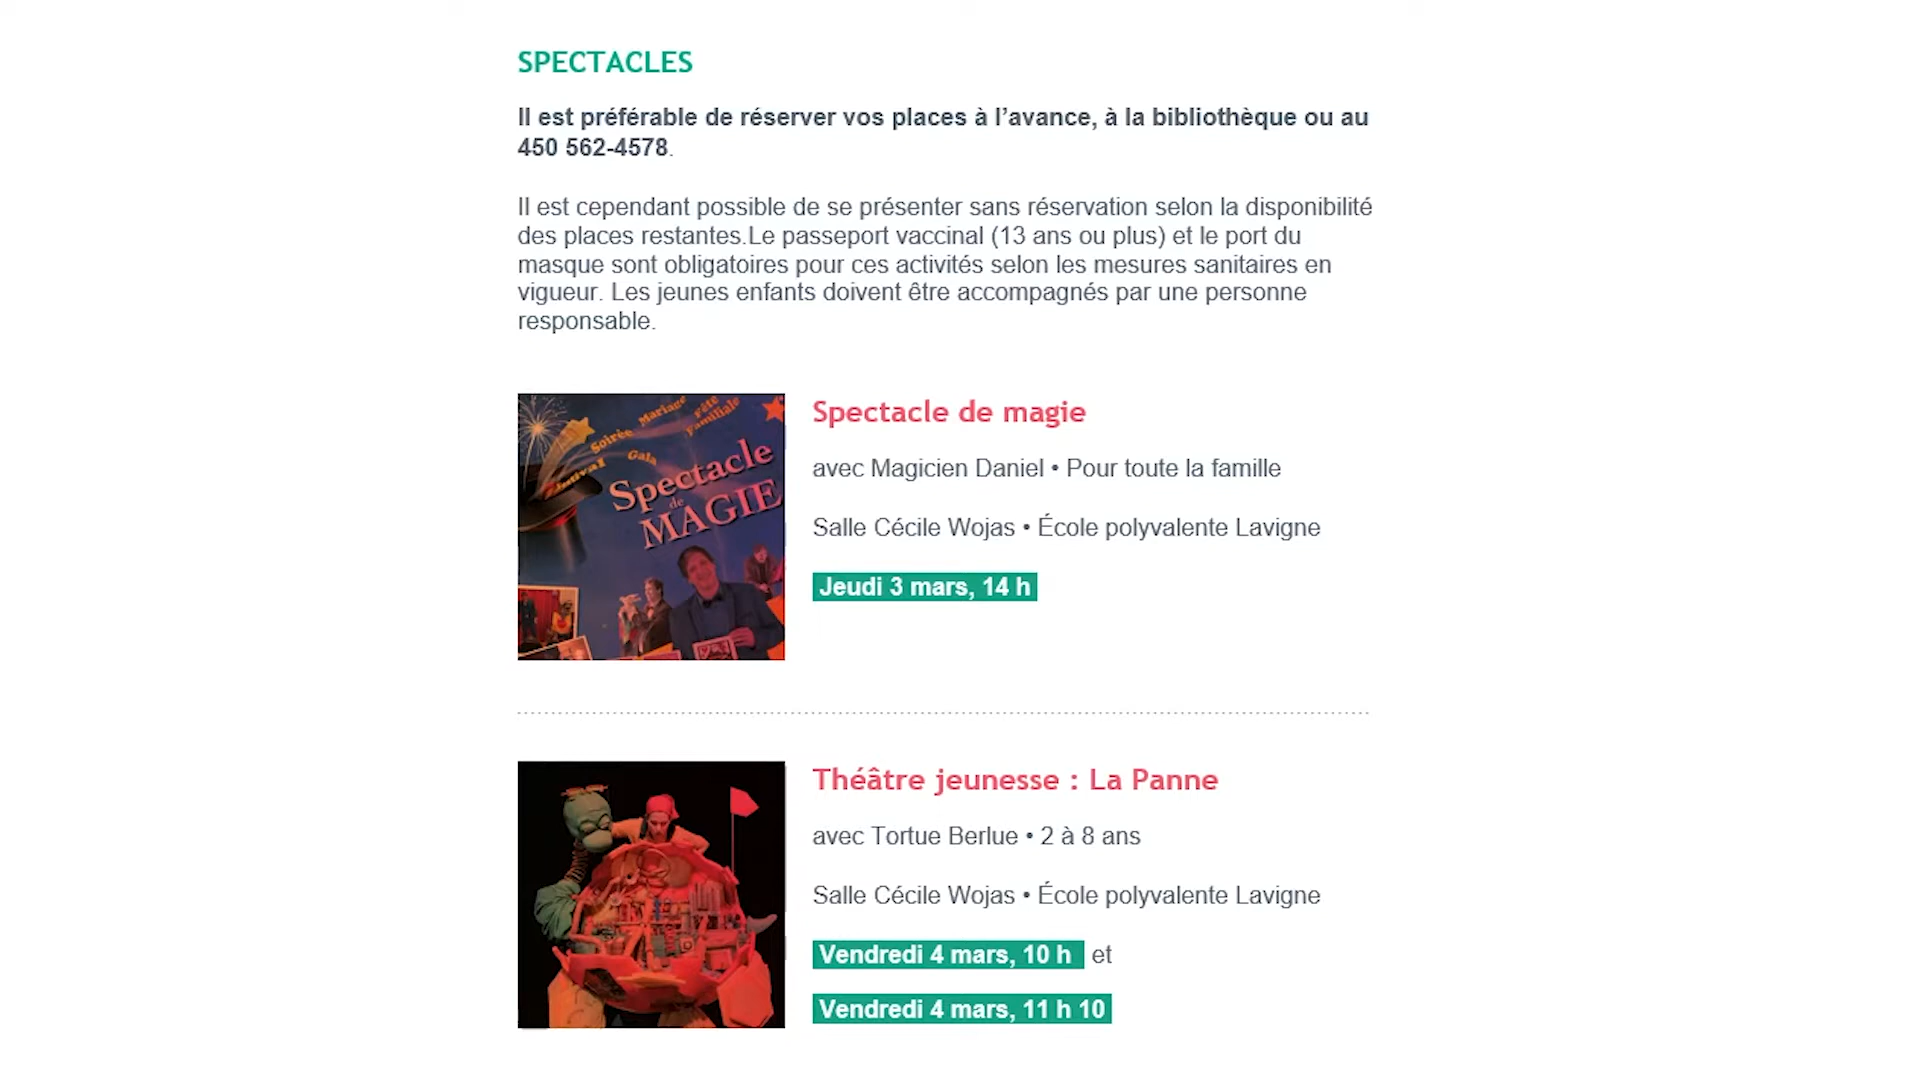 SPECTACLES
Il est préférable de réserver vos places à l’avance, à la bibliothèque ou au
450 562-4578.
Il est cependant possible de se présenter sans réservation selon la disponibilité
des places restantes.Le passeport vaccinal (13 ans ou plus) et le port du
masque sont obligatoires pour ces activités selon les mesures sanitaires en
vigueur. Les jeunes enfants doivent être accompagnés par une personne
responsable.
Mariage
Fête
Familiale
Soirée
Gala
Spectacle
de
MAGIE
Spectacle de magie
avec Magicien Daniel • Pour toute la famille
Salle Cécile Wojas • École polyvalente Lavigne
Jeudi 3 mars, 14 h
Théâtre jeunesse : La Panne
avec Tortue Berlue • 2 à 8 ans
Salle Cécile Wojas • École polyvalente Lavigne
Vendredi 4 mars, 10 h et
Vendredi 4 mars, 11 h 10